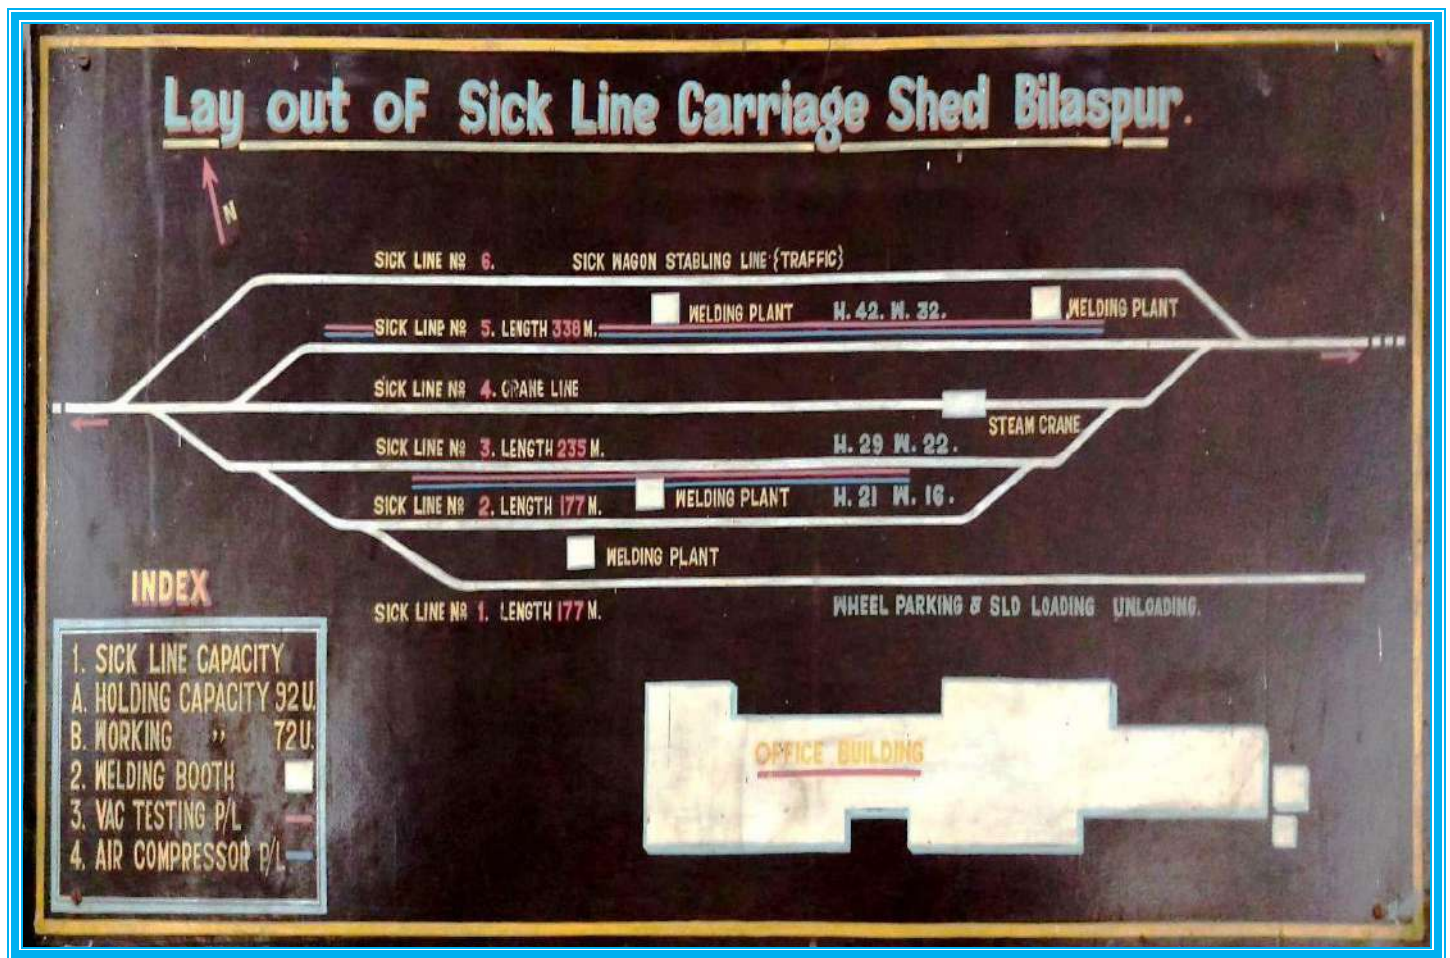 Lay out oF Sick Line Carriage Shed Bilaspur.
N
SICK LINE Nº 6. SICK WAGON STABLING LINE {TRAFFIC}
WELDING PLANT H. 42. W. 32. WELDING PLANT
SICK LINE Nº 5. LENGTH 338 M.
SICK LINE Nº 4. CRANE LINE
STEAM CRANE
SICK LINE Nº 3. LENGTH 235 M. H. 29 W. 22.
SICK LINE Nº 2. LENGTH 177 M. WELDING PLANT H. 21 W. 16.
WELDING PLANT
SICK LINE Nº 1. LENGTH 177 M. WHEEL PARKING & SLD LOADING UNLOADING.
INDEX
1. SICK LINE CAPACITY
A. HOLDING CAPACITY 92U.
B. WORKING ,, 72U.
2. WELDING BOOTH
3. VAC TESTING P/L
4. AIR COMPRESSOR P/L
OFFICE BUILDING